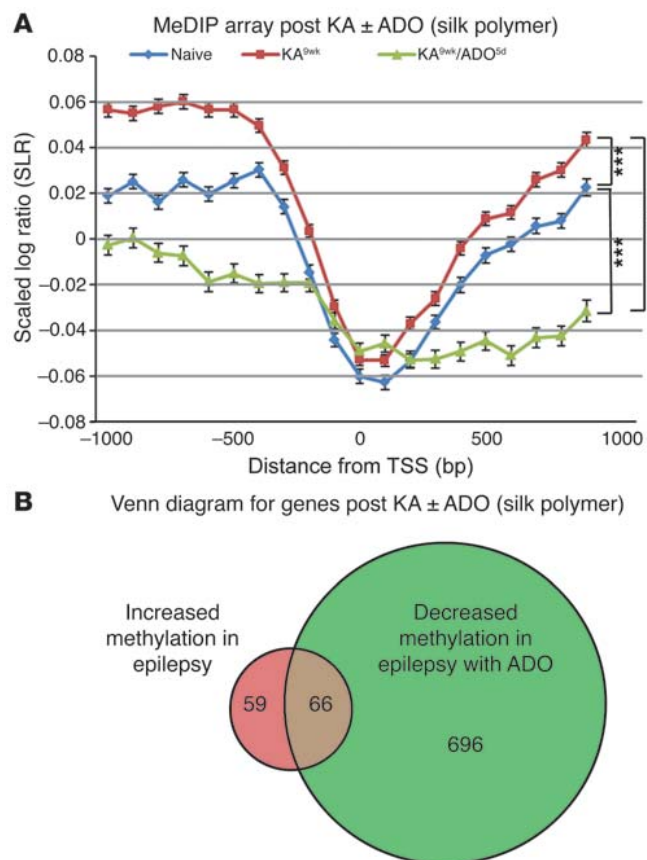 A
MeDIP array post KA ± ADO (silk polymer)
Naive
KA9wk
KA9wk/ADO5d
0.08
0.06
0.04
0.02
0
–0.02
–0.04
–0.06
–0.08
Scaled log ratio (SLR)
***
***
–1000
–500
0
500
1000
Distance from TSS (bp)
B
Venn diagram for genes post KA ± ADO (silk polymer)
Increased
methylation in
epilepsy
Decreased
methylation in
epilepsy with ADO
59
66
696